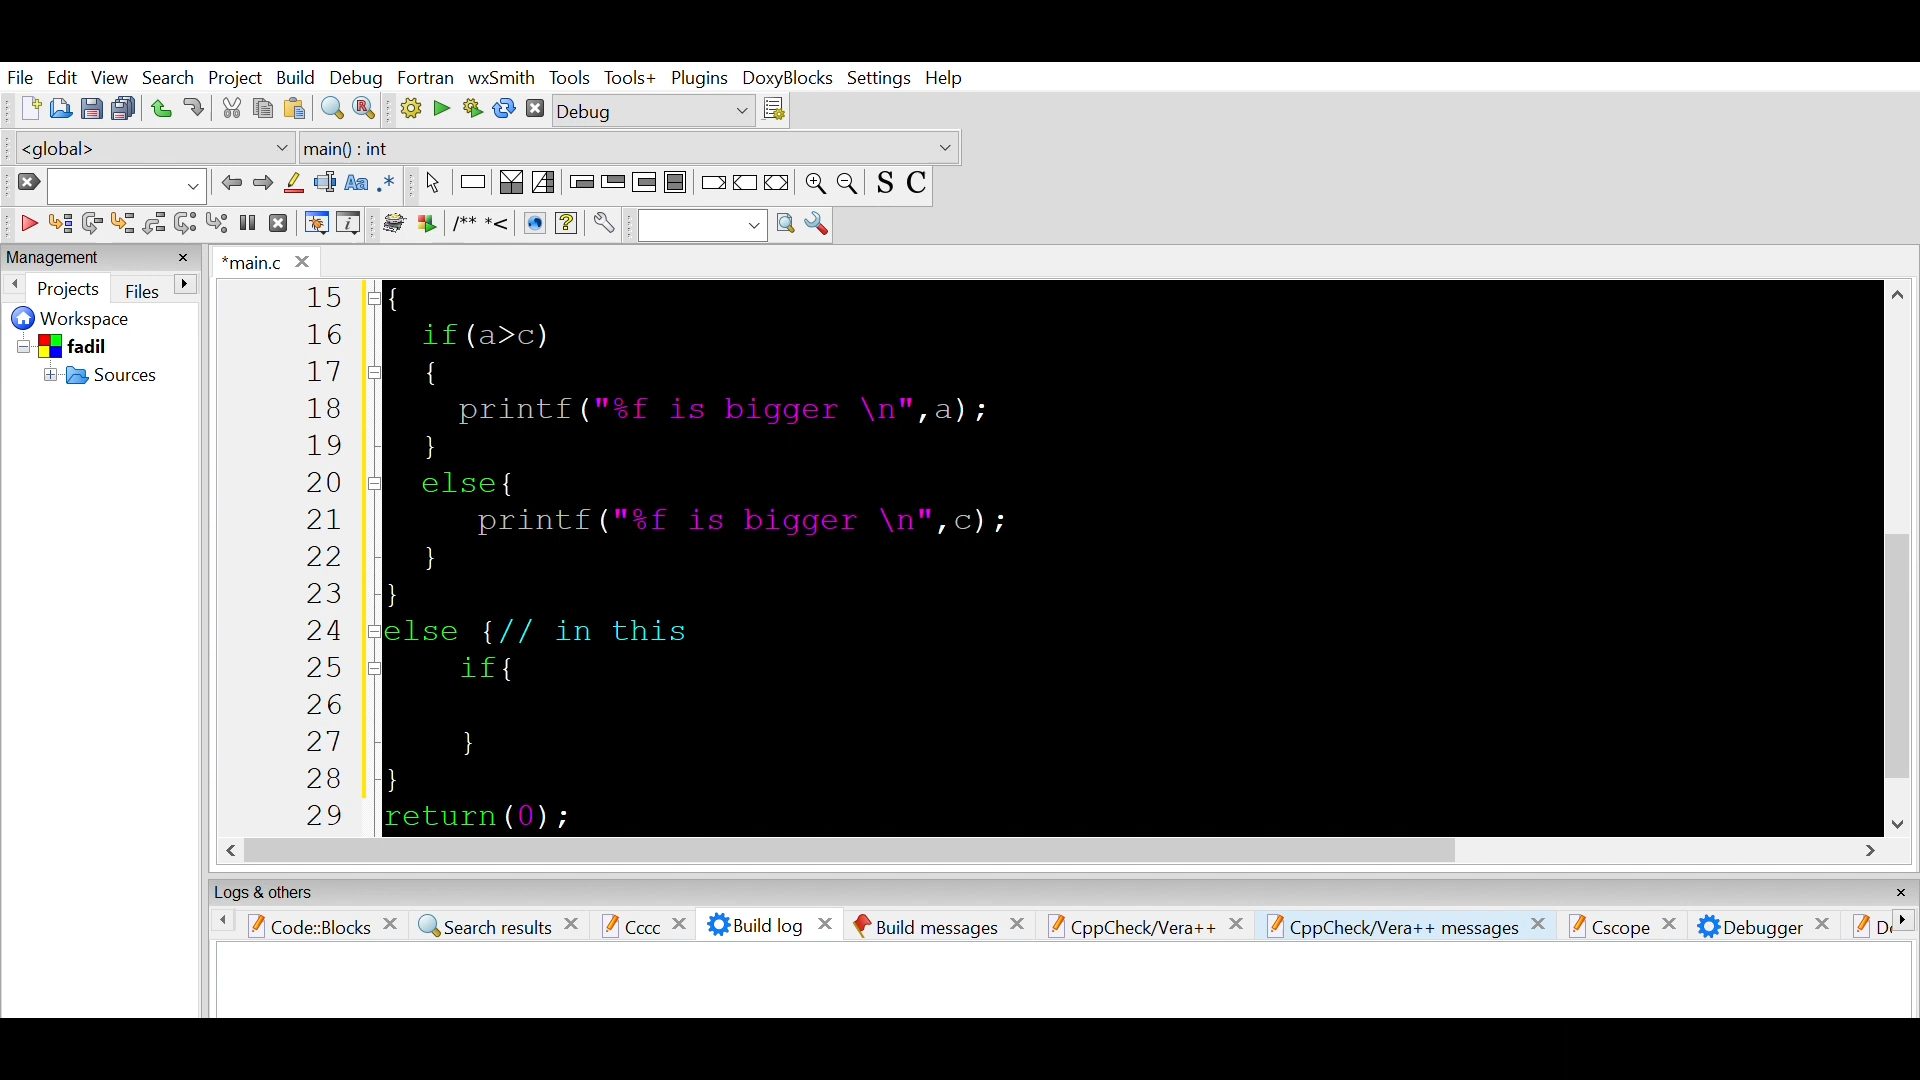 File Edit View Search Project Build Debug Fortran wxSmith Tools Tools+ Plugins DoxyBlocks Settings Help
Debug
<global> main() : int
Aa .* S C
/** *<
Management
*main.c
Projects Files
Workspace
fadil
Sources
15 {
16 if(a>c)
17 {
18 printf("%f is bigger \n",a);
19 }
20 else{
21 printf("%f is bigger \n",c);
22 }
23 }
24 else {// in this
25 if{
26
27 }
28 }
29 return(0);
Logs & others
Code::Blocks Search results Cccc Build log Build messages CppCheck/Vera++ CppCheck/Vera++ messages Cscope Debugger